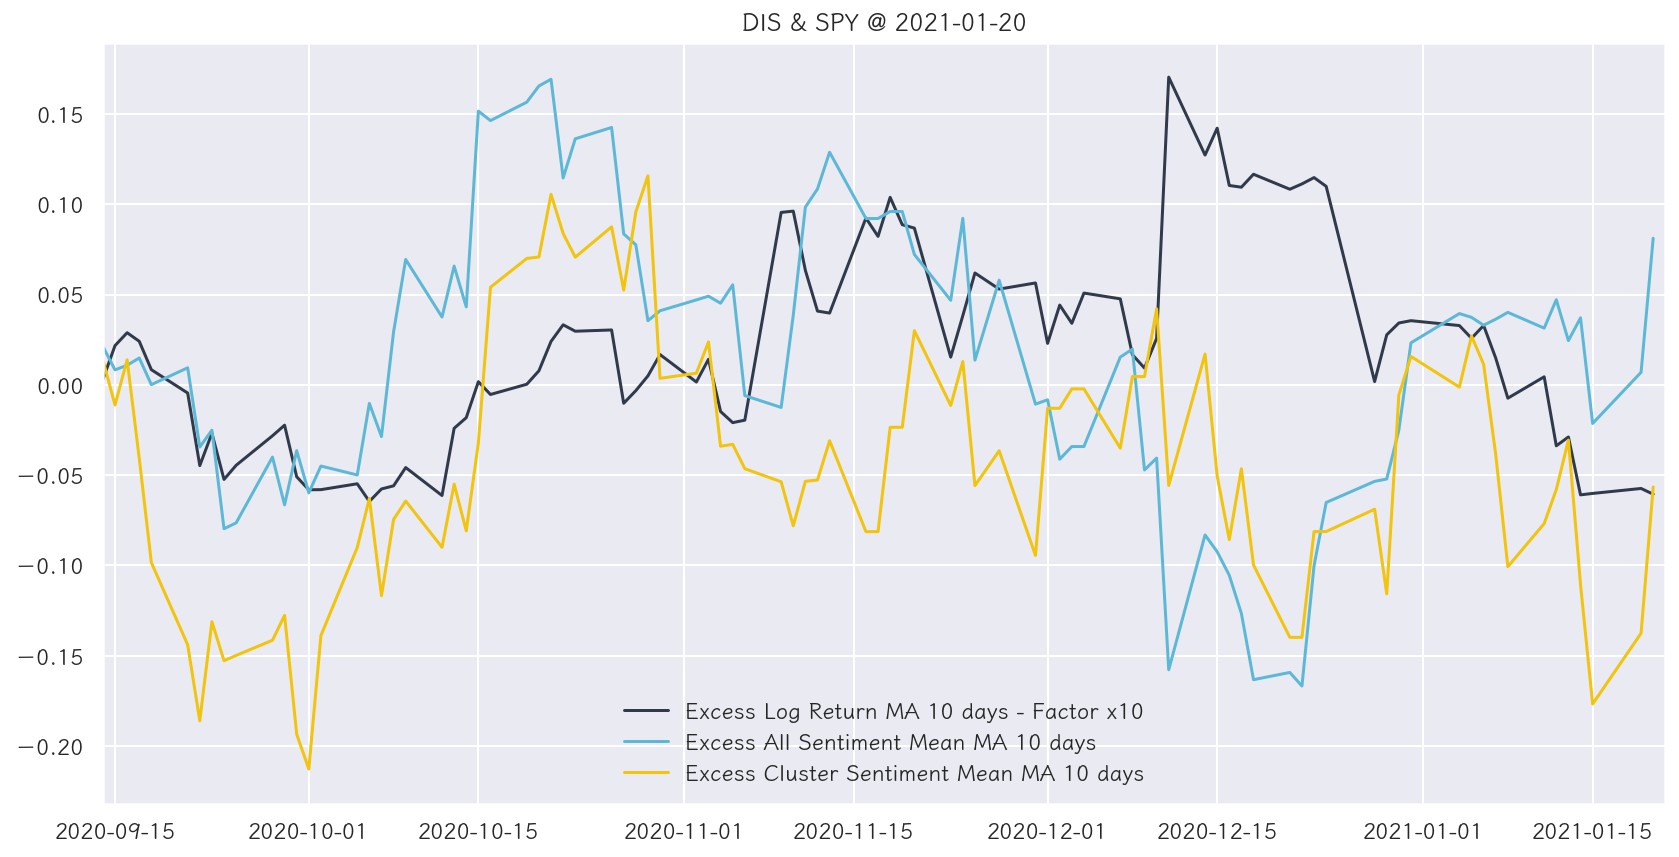 DIS & SPY @ 2021-01-20
0.15
0.10
0.05
0.00
−0.05
−0.10
−0.15
−0.20
Excess Log Return MA 10 days - Factor x10
Excess All Sentiment Mean MA 10 days
Excess Cluster Sentiment Mean MA 10 days
2020-09-15 2020-10-01 2020-10-15 2020-11-01 2020-11-15 2020-12-01 2020-12-15 2021-01-01 2021-01-15